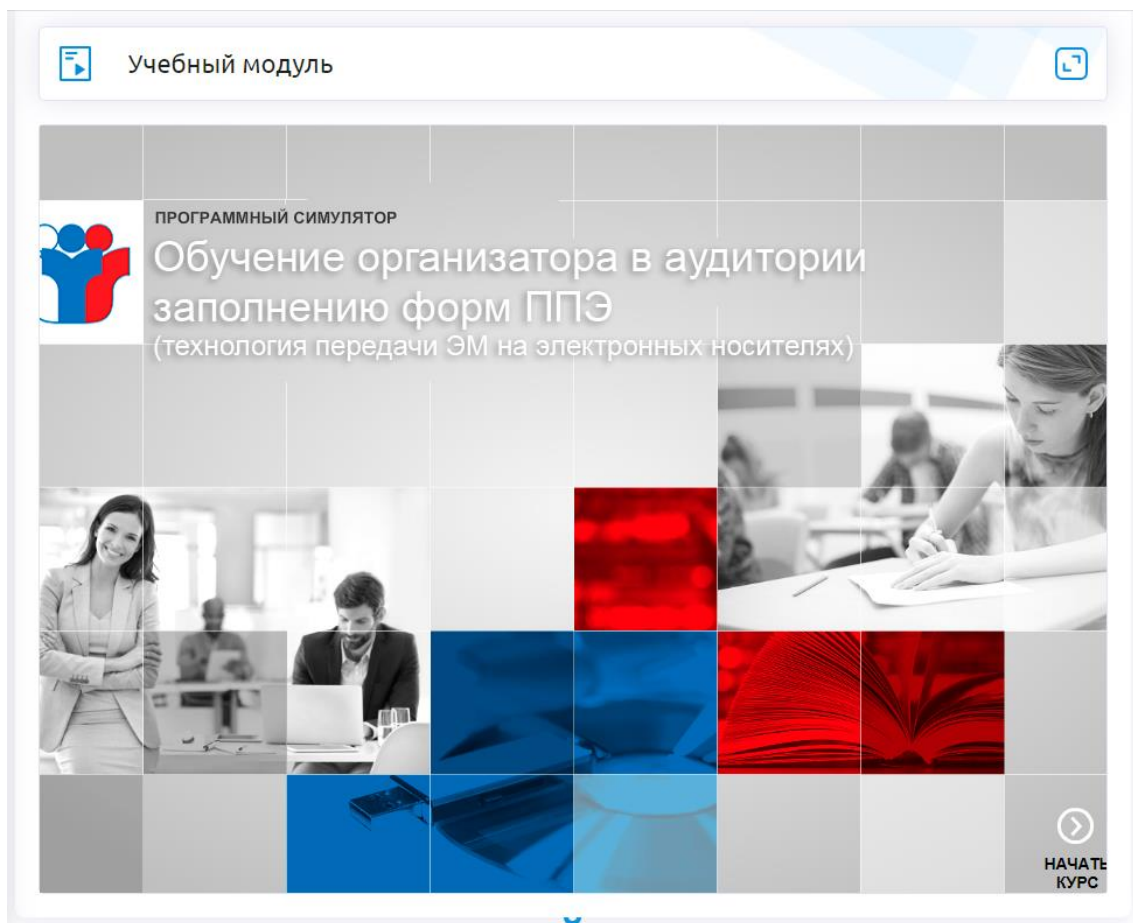 Учебный модуль
ПРОГРАММНЫЙ СИМУЛЯТОР
Обучение организатора в аудитории
заполнению форм ППЭ
(технология передачи ЭМ на электронных носителях)
НАЧАТЬ
КУРС